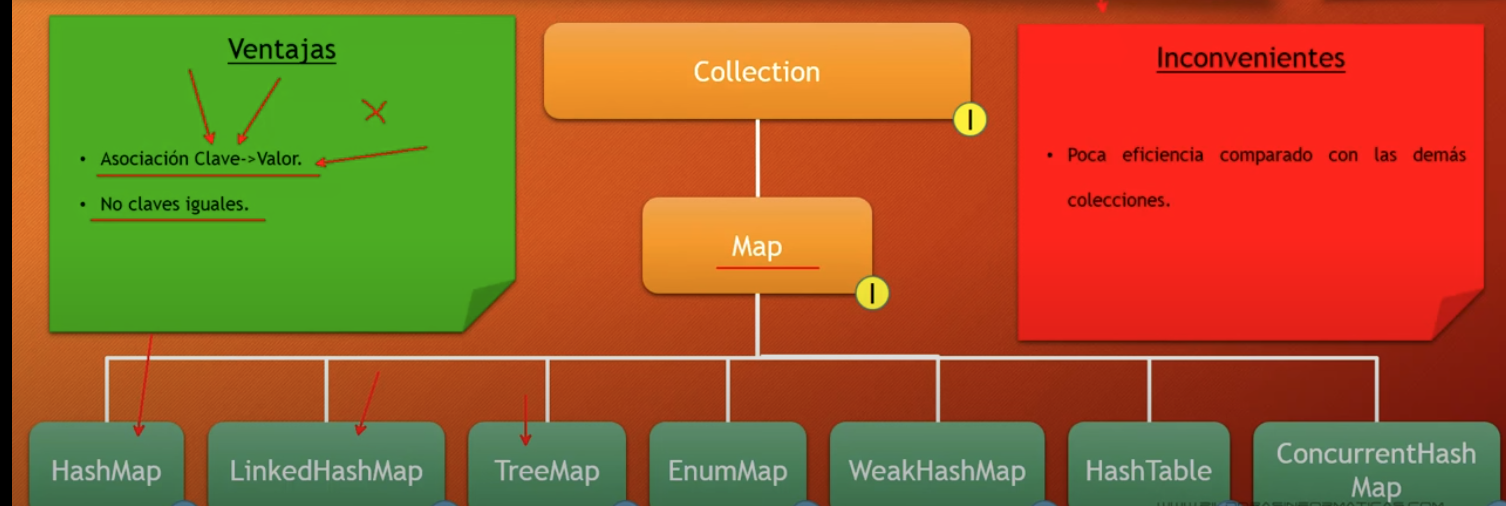 Ventajas
• Asociación Clave->Valor.
• No claves iguales.
Collection
I
Map
I
Inconvenientes
• Poca eficiencia comparado con las demás
colecciones.
HashMap
LinkedHashMap
TreeMap
EnumMap
WeakHashMap
HashTable
ConcurrentHash
Map